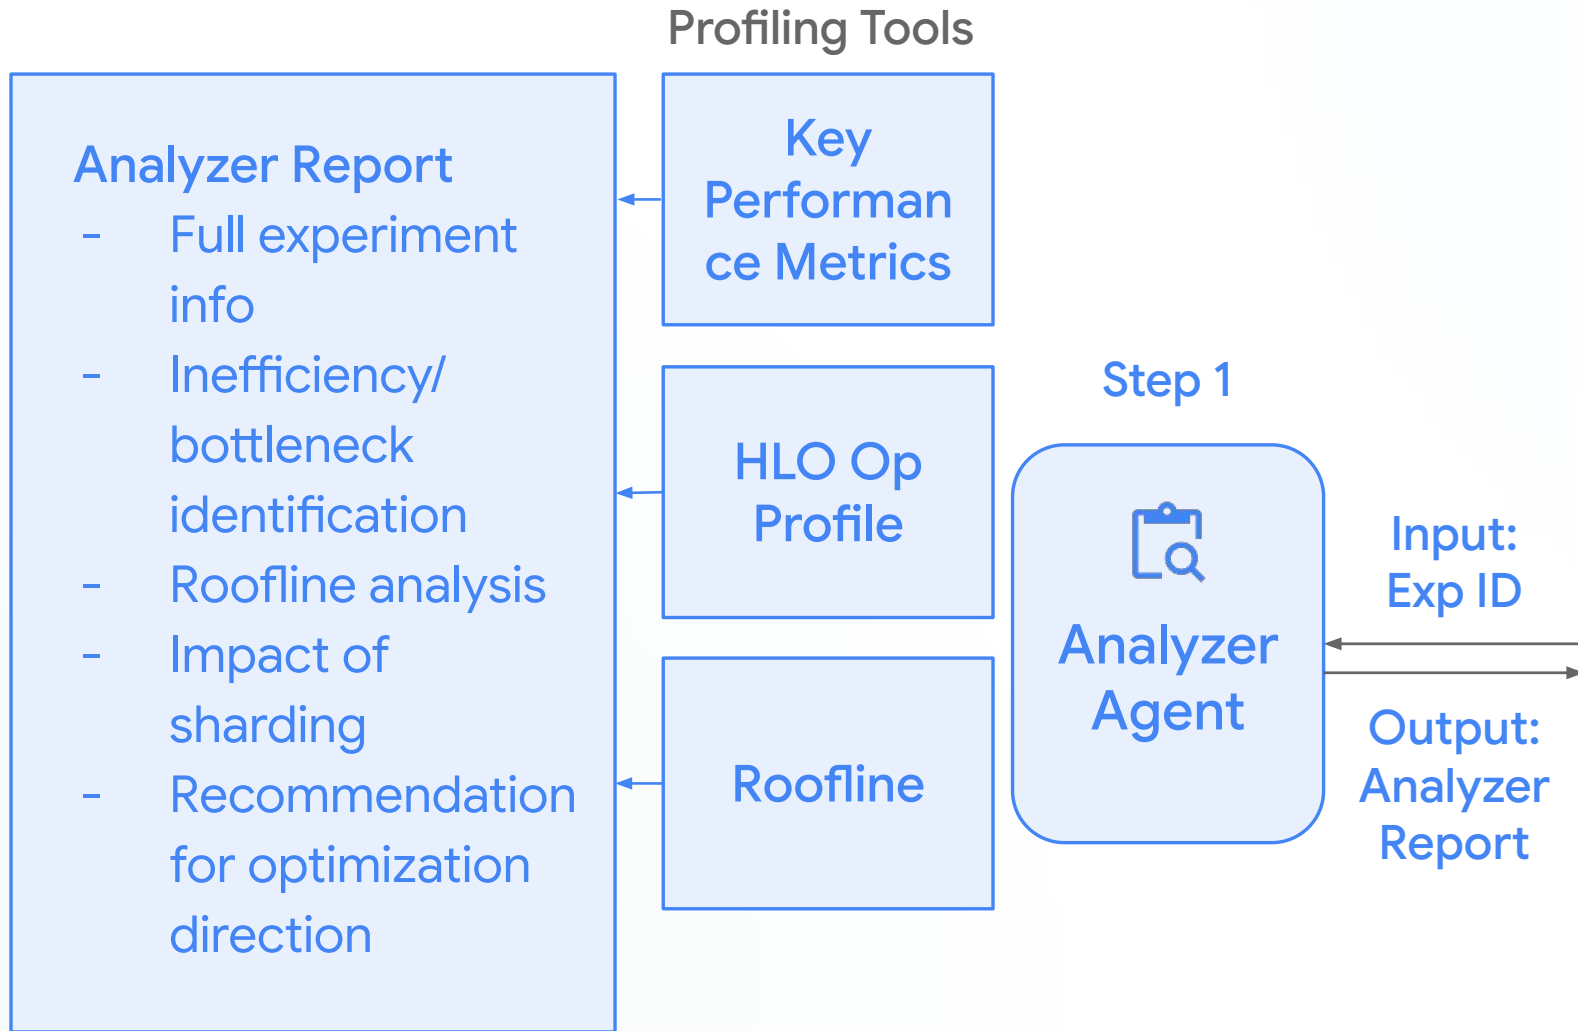 Profiling Tools
Analyzer Report
- Full experiment
info
- Inefficiency/
bottleneck
identification
- Roofline analysis
- Impact of
sharding
- Recommendation
for optimization
direction
Key
Performan
ce Metrics
HLO Op
Profile
Roofline
Step 1
Analyzer
Agent
Input:
Exp ID
Output:
Analyzer
Report